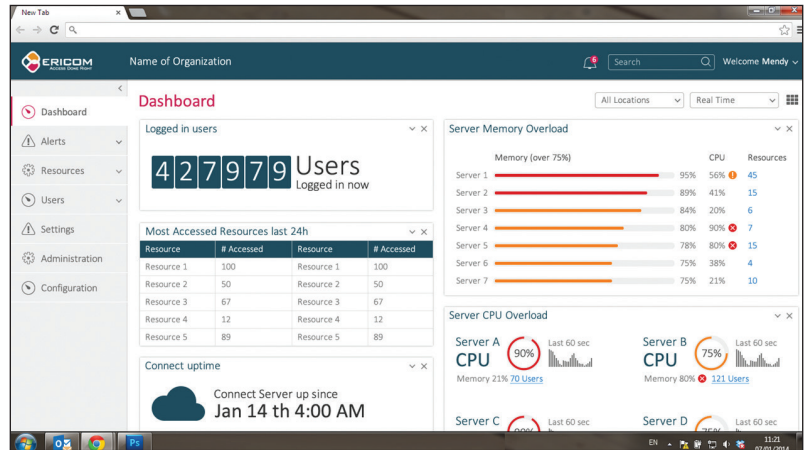 New Tab
ERICOM
ACCESS DONE RIGHT
Name of Organization
6
Search
Welcome Mendy
Dashboard
Alerts
Resources
Users
Settings
Administration
Configuration
Dashboard
All Locations
Real Time
Logged in users
427979 Users
Logged in now
Most Accessed Resources last 24h
Resource # Accessed Resource # Accessed
Resource 1 100 Resource 1 100
Resource 2 50 Resource 2 50
Resource 3 67 Resource 3 67
Resource 4 12 Resource 4 12
Resource 5 89 Resource 5 89
Connect uptime
Connect Server up since
Jan 14 th 4:00 AM
Server Memory Overload
Memory (over 75%) CPU Resources
Server 1 95% 56% 45
Server 2 89% 41% 15
Server 3 84% 20% 6
Server 4 80% 90% 7
Server 5 78% 80% 15
Server 6 75% 38% 4
Server 7 75% 21% 10
Server CPU Overload
Server A
CPU
90%
Last 60 sec
Memory 21% 70 Users
Server B
CPU
75%
Last 60 sec
Memory 80% 121 Users
Server C
Last 60 sec
Server D
Last 60 sec
Ps
EN
11:21
07/01/2014